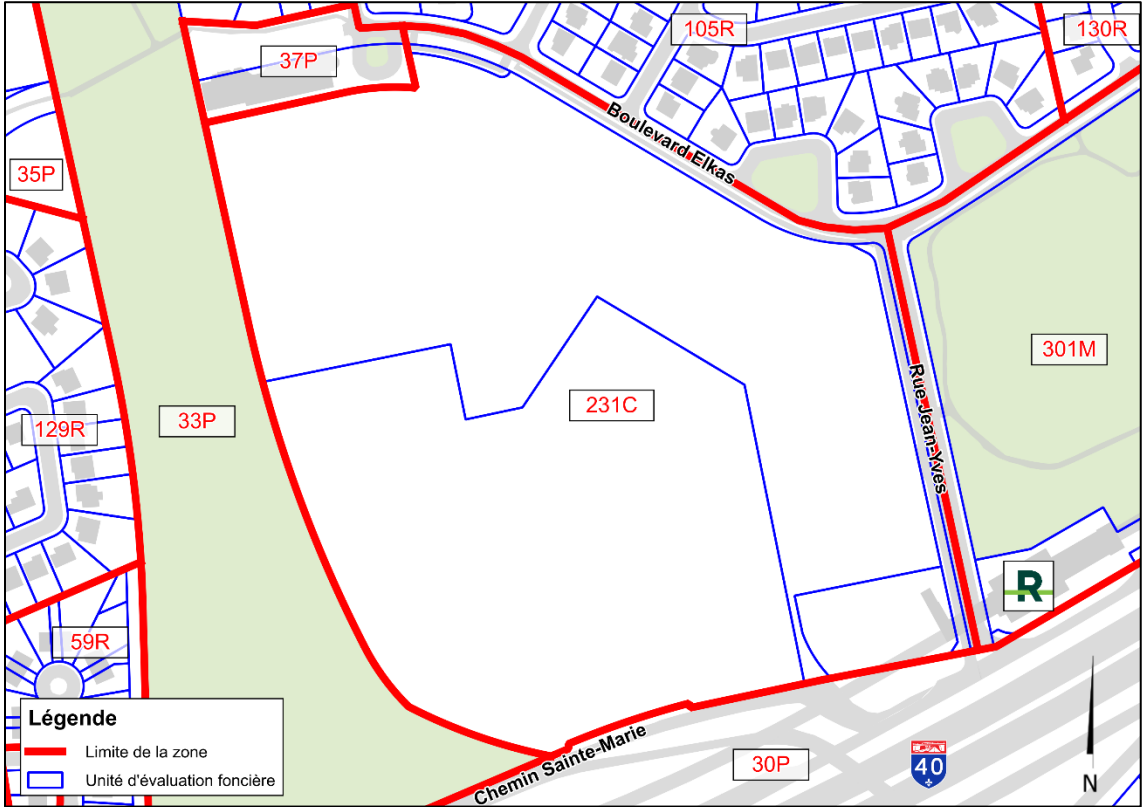 105R
130R
37P
Boulevard Elkas
35P
301M
231C
33P
129R
Rue Jean-Yves
R
59R
Légende
Limite de la zone
Unité d'évaluation foncière
Chemin Sainte-Marie
30P
40
N